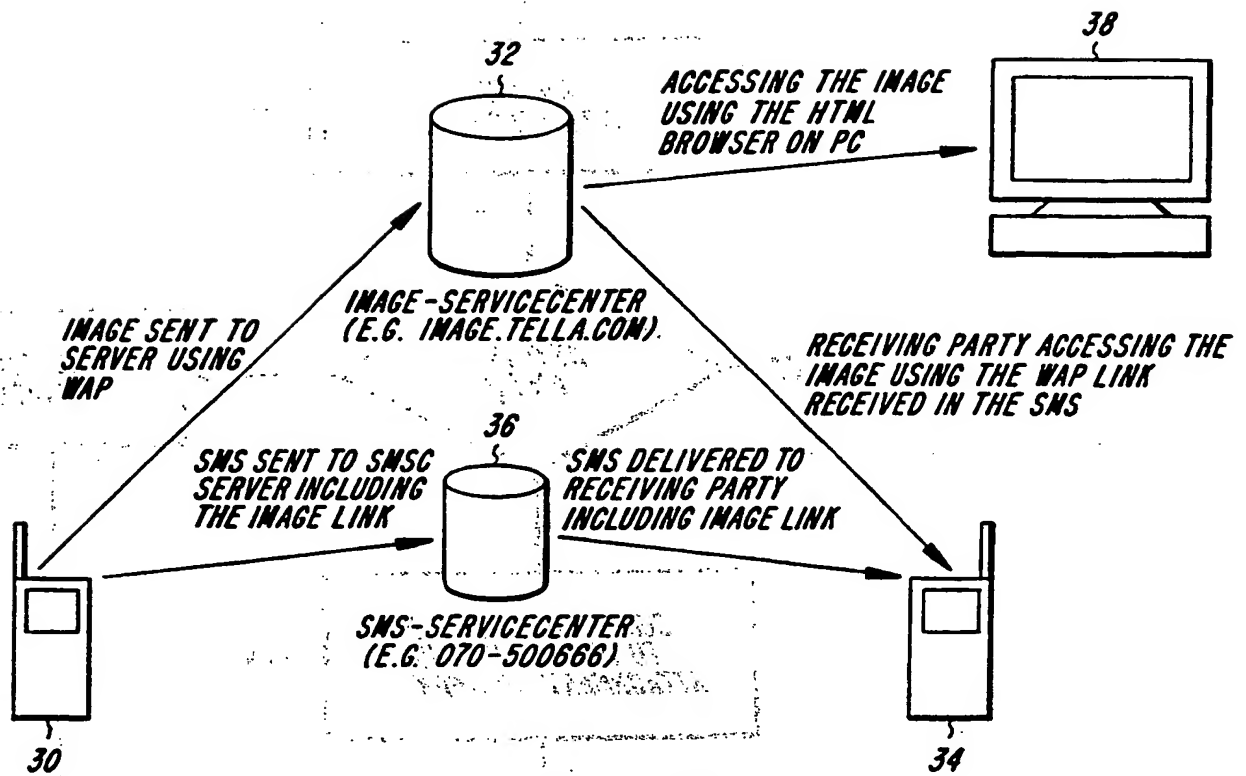 32
38
ACCESSING THE IMAGE
USING THE HTML
BROWSER ON PC
IMAGE-SERVICECENTER
(E.G. IMAGE.TELLA.COM)
IMAGE SENT TO
SERVER USING
WAP
RECEIVING PARTY ACCESSING THE
IMAGE USING THE WAP LINK
RECEIVED IN THE SMS
36
SMS SENT TO SMSC
SERVER INCLUDING
THE IMAGE LINK
SMS DELIVERED TO
RECEIVING PARTY
INCLUDING IMAGE LINK
SMS-SERVICECENTER
(E.G. 070-500666)
30
34